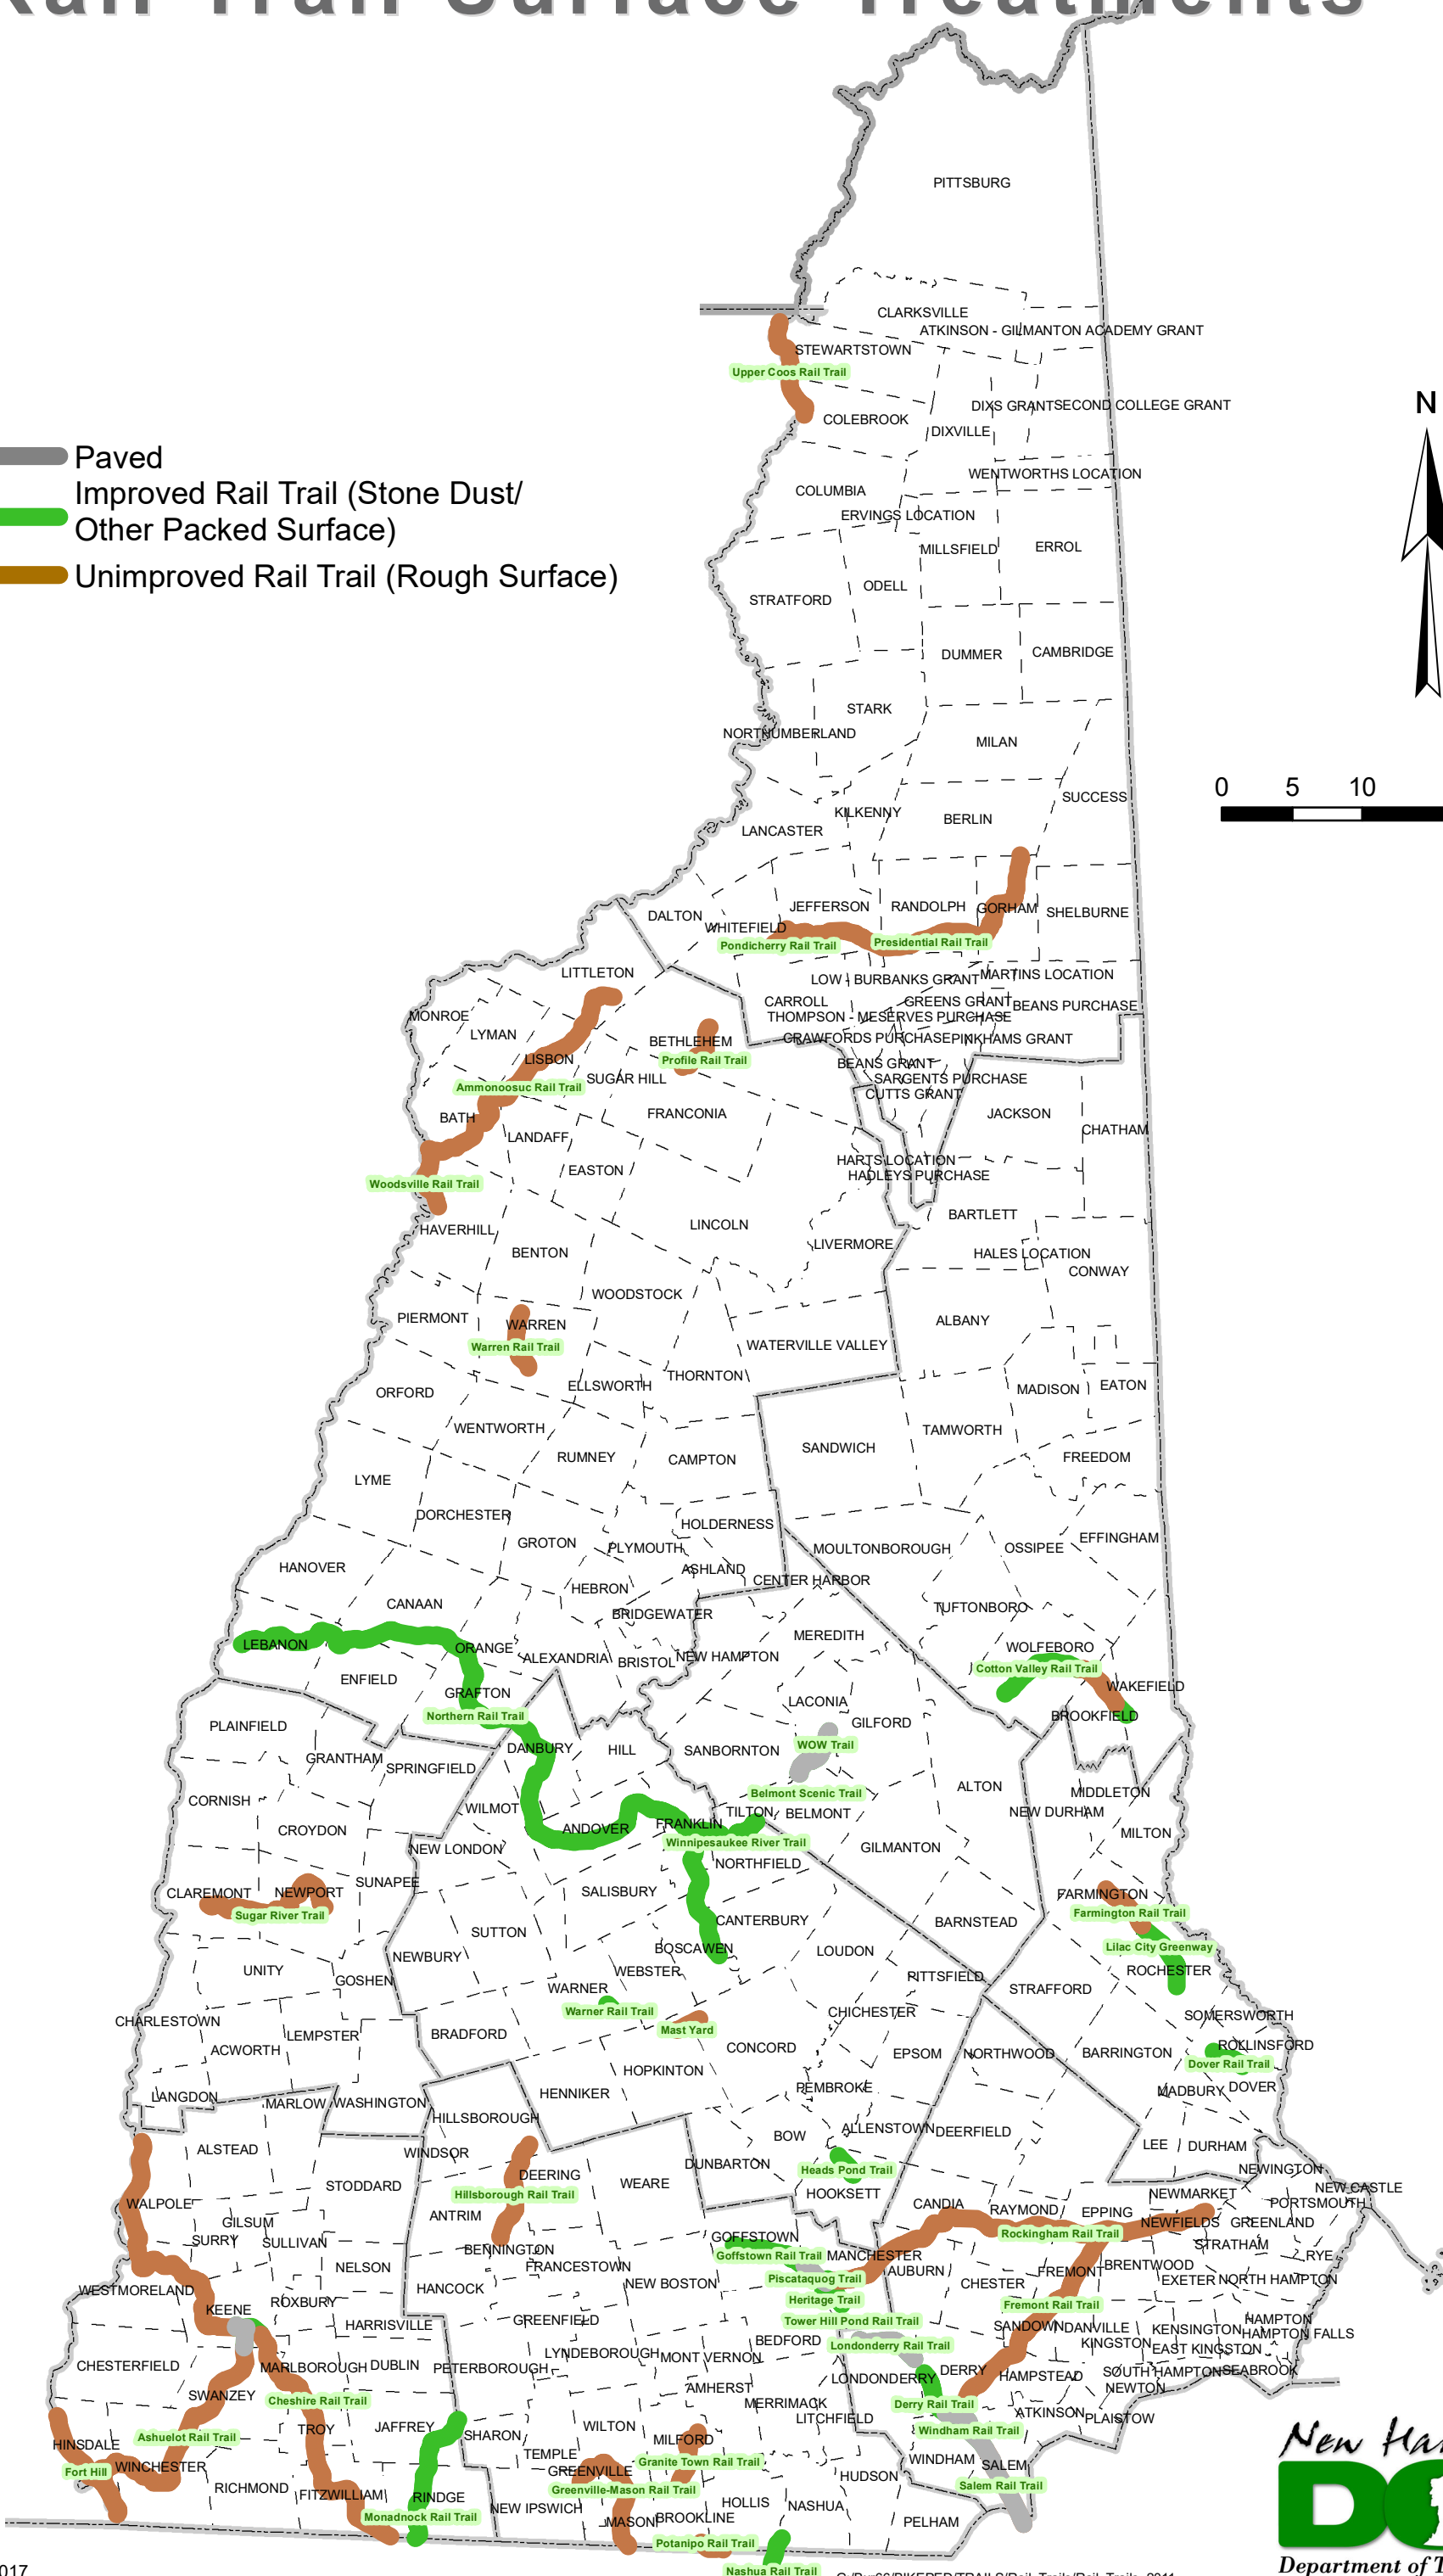 Rail Trail Surface Treatments
PITTSBURG
CLARKSVILLE
ATKINSON - GILMANTON ACADEMY GRANT
STEWARTSTOWN
Upper Coos Rail Trail
N
DIXS GRANT
SECOND COLLEGE GRANT
COLEBROOK
DIXVILLE
Paved
Improved Rail Trail (Stone Dust/
Other Packed Surface)
Unimproved Rail Trail (Rough Surface)
WENTWORTHS LOCATION
COLUMBIA
ERVINGS LOCATION
MILLSFIELD
ERROL
ODELL
STRATFORD
DUMMER
CAMBRIDGE
STARK
NORTHUMBERLAND
MILAN
0 5 10
SUCCESS
KILKENNY
BERLIN
LANCASTER
JEFFERSON
RANDOLPH
GORHAM
SHELBURNE
DALTON
WHITEFIELD
Pondicherry Rail Trail
Presidential Rail Trail
LITTLETON
LOW - BURBANKS GRANT
MARTINS LOCATION
CARROLL
GREENS GRANT
BEANS PURCHASE
MONROE
THOMPSON - MESERVES PURCHASE
LYMAN
BETHLEHEM
CRAWFORDS PURCHASE
PINKHAMS GRANT
LISBON
Profile Rail Trail
BEANS GRANT
SUGAR HILL
SARGENTS PURCHASE
Ammonoosuc Rail Trail
CUTTS GRANT
BATH
FRANCONIA
JACKSON
LANDAFF
CHATHAM
EASTON
HARTS LOCATION
HADLEYS PURCHASE
Woodsville Rail Trail
BARTLETT
HAVERHILL
LINCOLN
LIVERMORE
BENTON
HALES LOCATION
CONWAY
WOODSTOCK
PIERMONT
WARREN
ALBANY
Warren Rail Trail
WATERVILLE VALLEY
THORNTON
ORFORD
ELLSWORTH
MADISON
EATON
WENTWORTH
TAMWORTH
RUMNEY
CAMPTON
SANDWICH
FREEDOM
LYME
DORCHESTER
HOLDERNESS
GROTON
PLYMOUTH
MOULTONBOROUGH
OSSIPEE
EFFINGHAM
HANOVER
ASHLAND
CENTER HARBOR
HEBRON
CANAAN
BRIDGEWATER
TUFTONBORO
MEREDITH
LEBANON
ORANGE
ALEXANDRIA
BRISTOL
NEW HAMPTON
WOLFEBORO
Cotton Valley Rail Trail
ENFIELD
GRAFTON
WAKEFIELD
LACONIA
Northern Rail Trail
GILFORD
BROOKFIELD
PLAINFIELD
DANBURY
HILL
SANBORNTON
WOW Trail
GRANTHAM
SPRINGFIELD
ALTON
MIDDLETON
Belmont Scenic Trail
CORNISH
WILMOT
TILTON
BELMONT
NEW DURHAM
CROYDON
ANDOVER
FRANKLIN
MILTON
Winnipesaukee River Trail
NEW LONDON
GILMANTON
NORTHFIELD
SUNAPEE
CLAREMONT
NEWPORT
SALISBURY
FARMINGTON
Sugar River Trail
Farmington Rail Trail
CANTERBURY
BARNSTEAD
SUTTON
BOSCAWEN
LOUDON
Lilac City Greenway
NEWBURY
UNITY
GOSHEN
WEBSTER
PITTSFIELD
ROCHESTER
WARNER
STRAFFORD
Warner Rail Trail
CHICHESTER
SOMERSWORTH
CHARLESTOWN
LEMPSTER
BRADFORD
Mast Yard
ACWORTH
CONCORD
EPSOM
NORTHWOOD
BARRINGTON
ROLLINSFORD
HOPKINTON
Dover Rail Trail
LANGDON
MARLOW
WASHINGTON
HENNIKER
PEMBROKE
MADBURY
DOVER
HILLSBOROUGH
ALLENSTOWN
DEERFIELD
BOW
ALSTEAD
WINDSOR
LEE
DURHAM
DEERING
DUNBARTON
Heads Pond Trail
NEWINGTON
STODDARD
WEARE
Hillsborough Rail Trail
HOOKSETT
NEWMARKET
NEW CASTLE
WALPOLE
CANDIA
RAYMOND
EPPING
PORTSMOUTH
GILSUM
ANTRIM
NEWFIELDS
GREENLAND
SURRY
SULLIVAN
GOFFSTOWN
Rockingham Rail Trail
BENNINGTON
Goffstown Rail Trail
MANCHESTER
STRATHAM
NELSON
FRANCESTOWN
AUBURN
FREMONT
BRENTWOOD
RYE
WESTMORELAND
HANCOCK
NEW BOSTON
Piscataquog Trail
CHESTER
EXETER
NORTH HAMPTON
ROXBURY
Heritage Trail
Fremont Rail Trail
KEENE
HARRISVILLE
GREENFIELD
Tower Hill Pond Rail Trail
SANDOWN
DANVILLE
KENSINGTON
HAMPTON
HAMPTON FALLS
BEDFORD
Londonderry Rail Trail
KINGSTON
EAST KINGSTON
CHESTERFIELD
MARLBOROUGH
DUBLIN
PETERBOROUGH
LYNDEBOROUGH
MONT VERNON
LONDONDERRY
DERRY
HAMPSTEAD
SOUTH HAMPTON
SEABROOK
NEWTON
SWANZEY
Cheshire Rail Trail
AMHERST
MERRIMACK
Derry Rail Trail
ATKINSON
PLAISTOW
LITCHFIELD
Ashuelot Rail Trail
TROY
JAFFREY
SHARON
WILTON
MILFORD
Windham Rail Trail
HINSDALE
TEMPLE
Granite Town Rail Trail
WINDHAM
SALEM
Fort Hill
WINCHESTER
GREENVILLE
HUDSON
Salem Rail Trail
RICHMOND
FITZWILLIAM
RINDGE
Greenville-Mason Rail Trail
NEW IPSWICH
HOLLIS
NASHUA
Monadnock Rail Trail
MASON
BROOKLINE
PELHAM
Potanipo Rail Trail
Nashua Rail Trail
New Ha
DO
Department of T
017